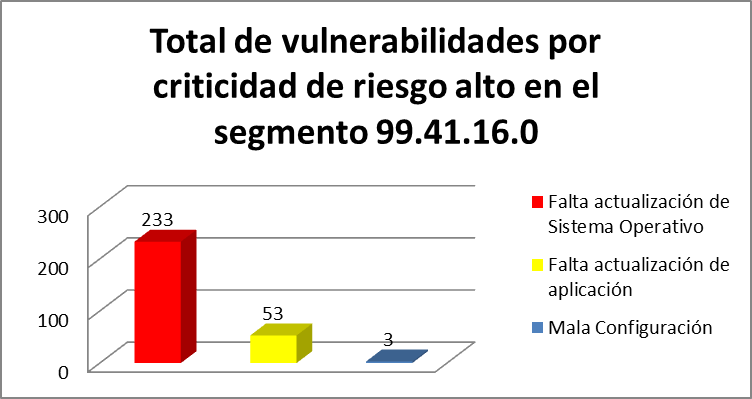 Total de vulnerabilidades por
criticidad de riesgo alto en el
segmento 99.41.16.0
300
200
100
0
233
53
3
Falta actualización de
Sistema Operativo
Falta actualización de
aplicación
Mala Configuración